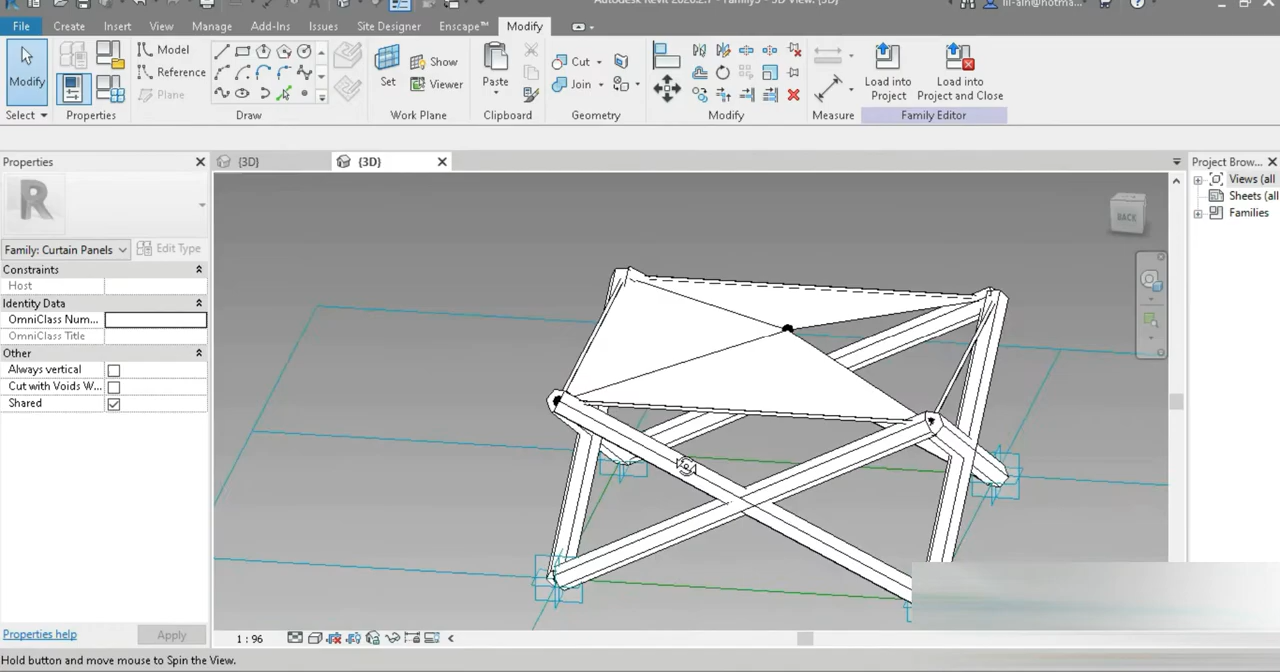 Autodesk Revit 2020.2.7 - Family3 - 3D View: {3D}
lil-ain@hotma...
File Create Insert View Manage Add-Ins Issues Site Designer Enscape™ Modify
Modify Model Reference Plane Set Show Viewer Paste Cut Join Load into Project Load into Project and Close
Select Properties Draw Work Plane Clipboard Geometry Modify Measure Family Editor
Properties {3D} {3D} Project Brow...
R
Views (all
Sheets (all
Families
BACK
Family: Curtain Panels Edit Type
Constraints
Host
Identity Data
OmniClass Num...
OmniClass Title
Other
Always vertical
Cut with Voids W...
Shared
Properties help Apply 1 : 96
Hold button and move mouse to Spin the View.